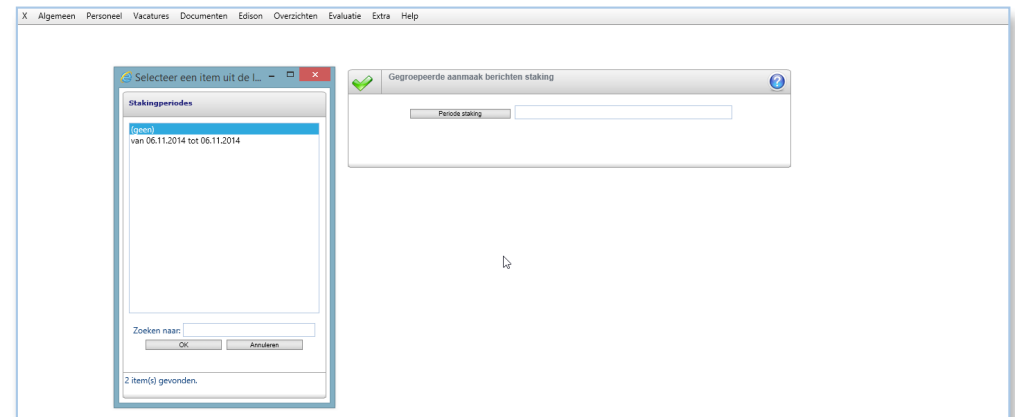 X Algemeen Personeel Vacatures Documenten Edison Overzichten Evaluatie Extra Help
Selecteer een item uit de l...
Stakingperiodes
(geen)
van 06.11.2014 tot 06.11.2014
Zoeken naar:
OK Annuleren
2 item(s) gevonden.
Gegroepeerde aanmaak berichten staking
?
Periode staking